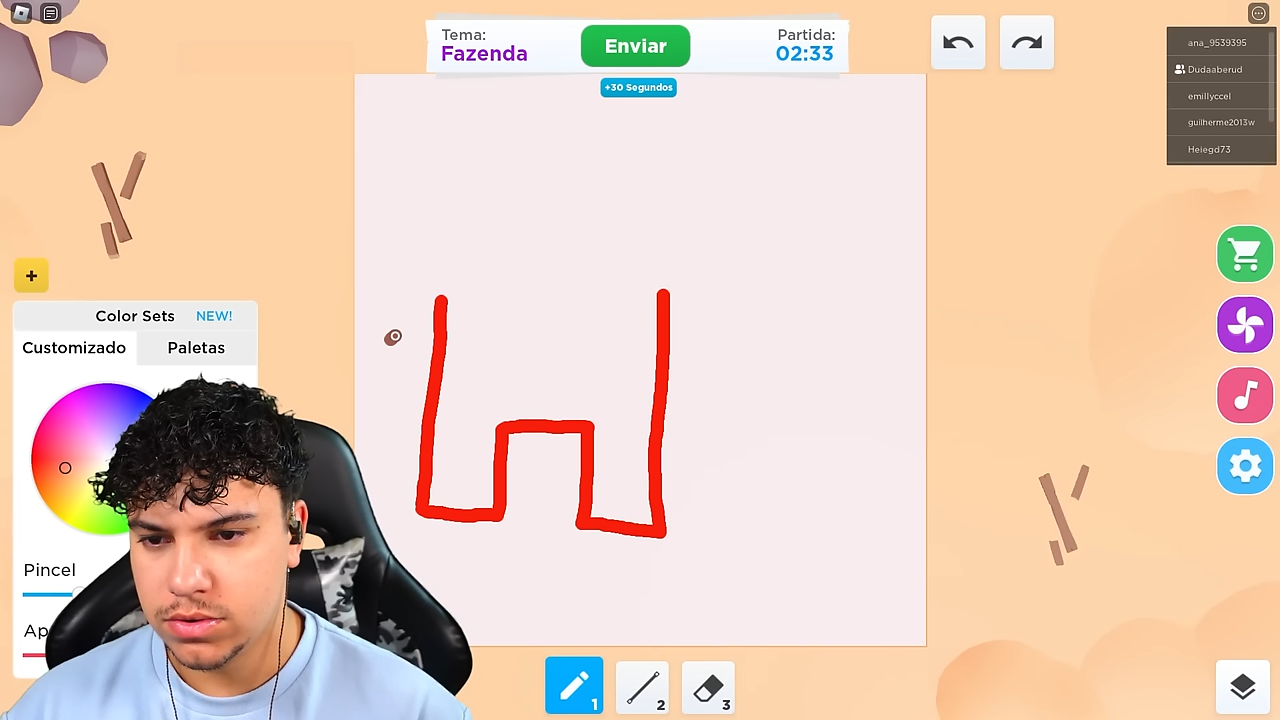 Tema:
Fazenda
Enviar
Partida:
02:33
+30 Segundos
ana_9539395
Dudaaberud
emillyccel
guilherme2013w
Heiegd73
+
Color Sets NEW!
Customizado
Paletas
Pincel
Ap
1
2
3